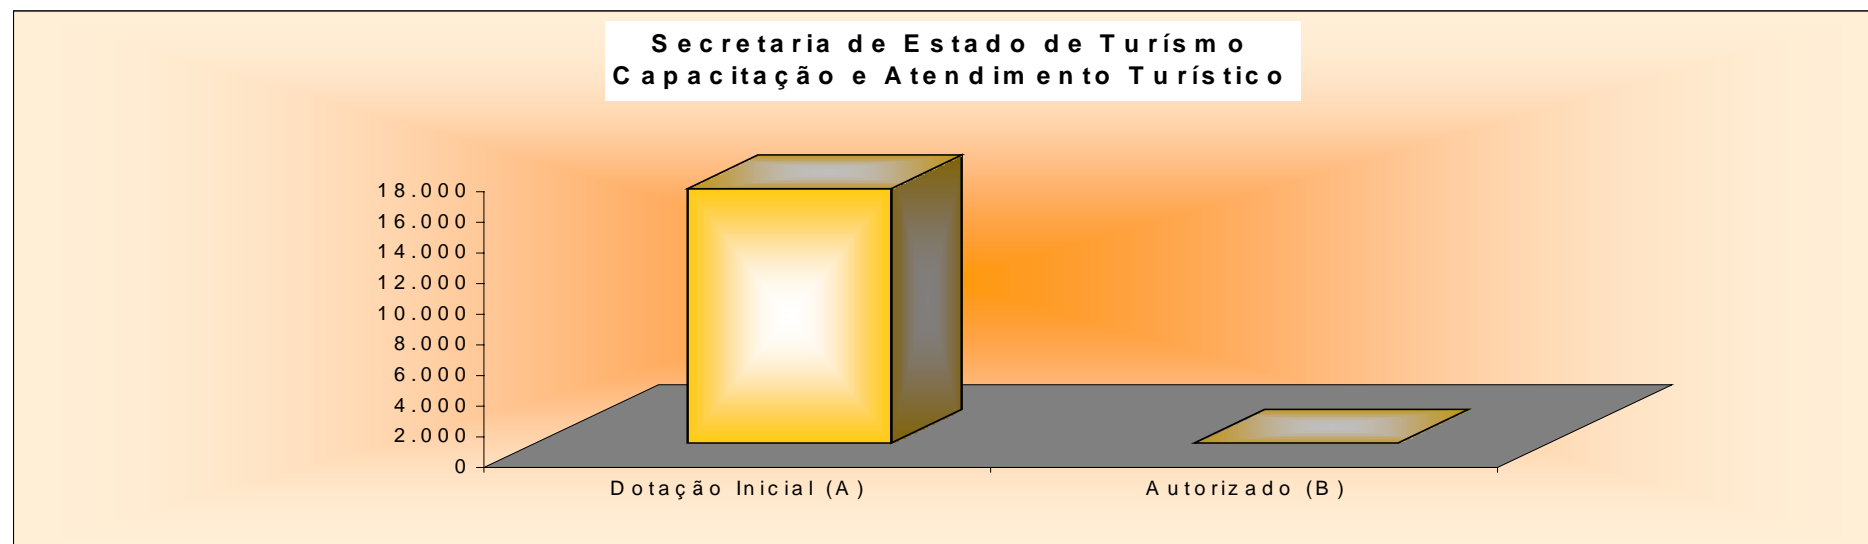 Secretaria de Estado de Turísmo
Capacitação e Atendimento Turístico
18.000
16.000
14.000
12.000
10.000
8.000
6.000
4.000
2.000
0
Dotação Inicial (A)
Autorizado (B)